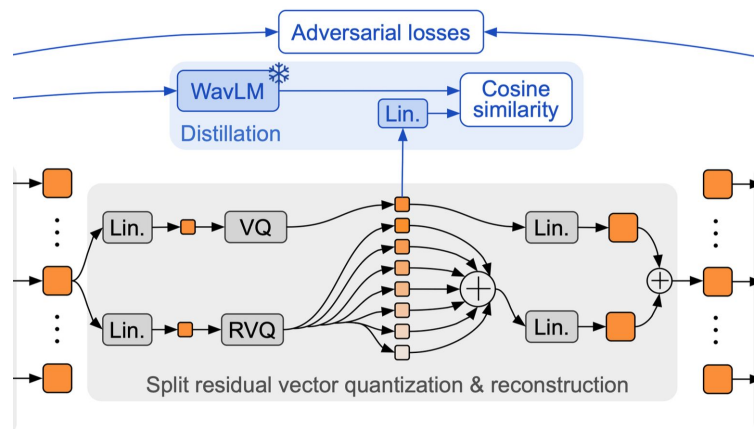 Adversarial losses
WavLM
Cosine
similarity
Lin.
Distillation
Lin.
VQ
Lin.
Lin.
RVQ
Lin.
Split residual vector quantization & reconstruction